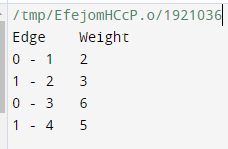 /tmp/EfejomHCcP.o/1921036
Edge    Weight
0 - 1    2
1 - 2    3
0 - 3    6
1 - 4    5